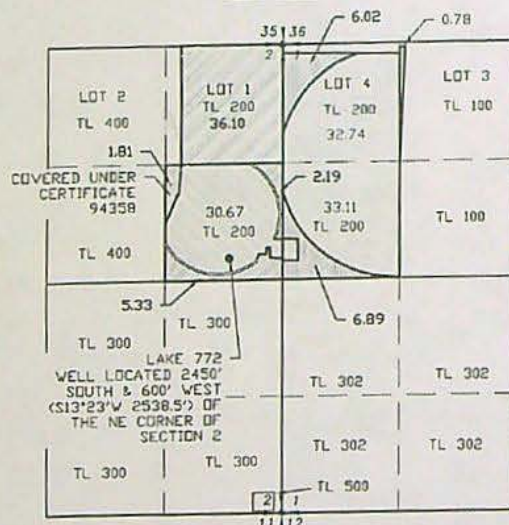 6.02
0.78
35 36
2 1
LOT 2
TL 400
LOT 1
TL 200
36.10
LOT 4
TL 200
32.74
LOT 3
TL 100
1.81
COVERED UNDER
CERTIFICATE
94358
2.19
30.67
TL 200
33.11
TL 200
TL 100
TL 400
5.33
6.89
TL 300
TL 300
LAKE 772
WELL LOCATED 2450'
SOUTH & 600' WEST
(S13°23'W 2538.5') OF
THE NE CORNER OF
SECTION 2
TL 302
TL 302
TL 300
TL 300
TL 302
TL 302
TL 500
2 1
11 12